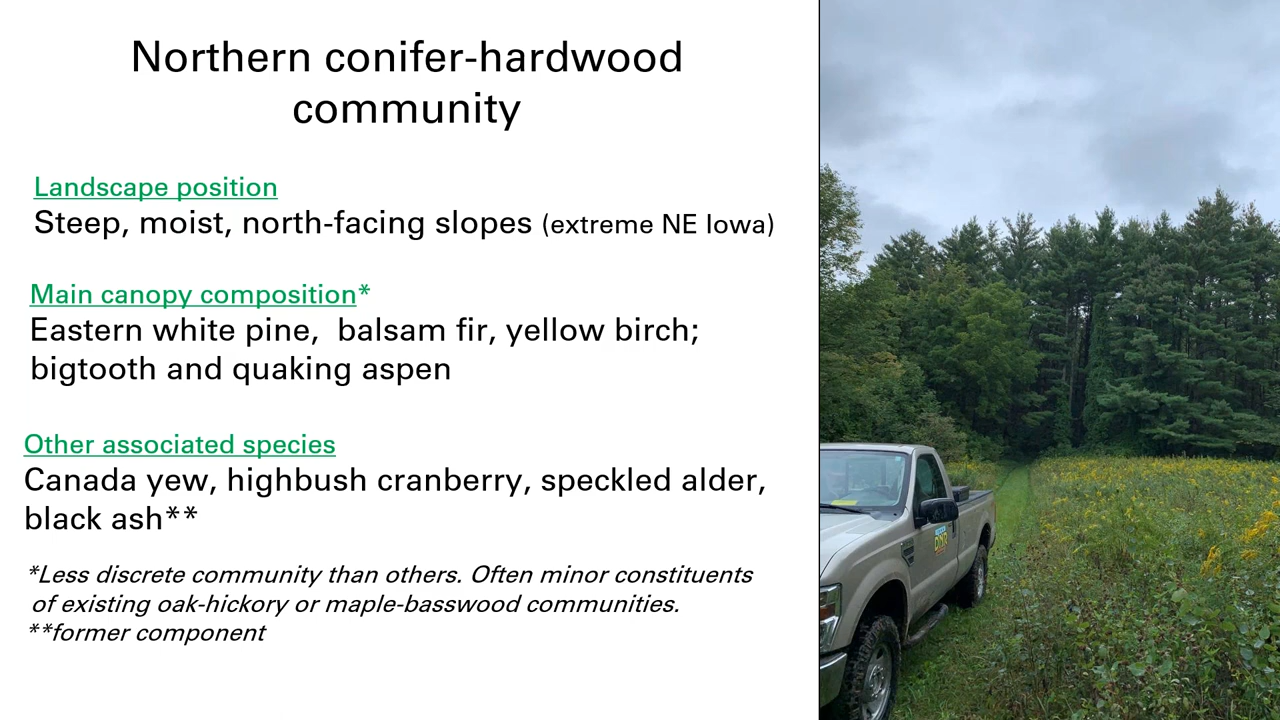 Northern conifer-hardwood
community
Landscape position
Steep, moist, north-facing slopes (extreme NE Iowa)
Main canopy composition*
Eastern white pine,  balsam fir, yellow birch;
bigtooth and quaking aspen
Other associated species
Canada yew, highbush cranberry, speckled alder,
black ash**
*Less discrete community than others. Often minor constituents
of existing oak-hickory or maple-basswood communities.
**former component
DNR